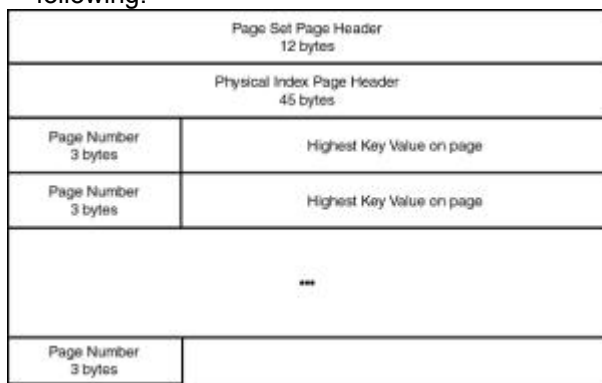 following:
Page Set Page Header
12 bytes
Physical Index Page Header
45 bytes
Page Number
3 bytes
Highest Key Value on page
Page Number
3 bytes
Highest Key Value on page
...
Page Number
3 bytes